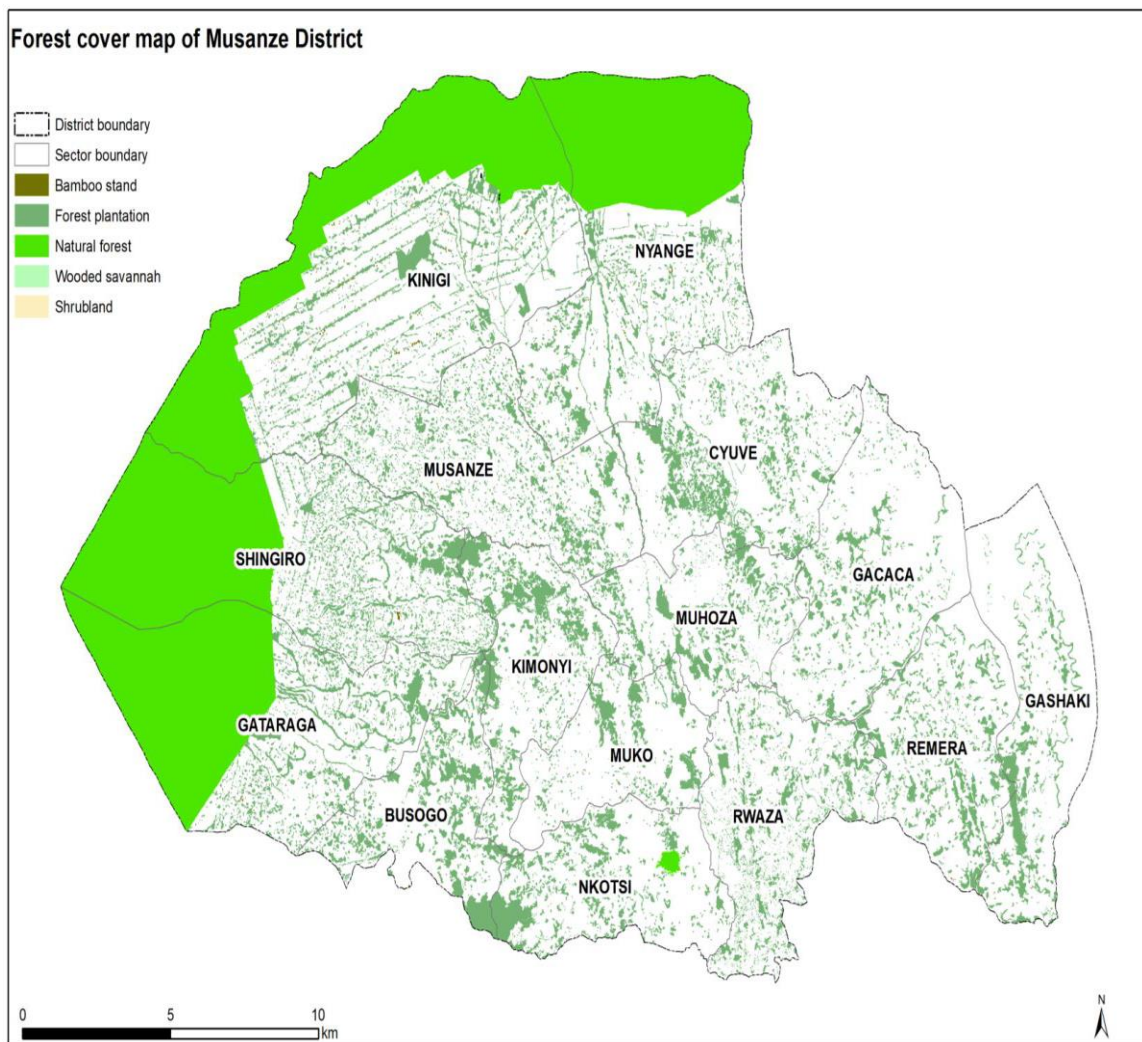 Forest cover map of Musanze District
District boundary
Sector boundary
Bamboo stand
Forest plantation
Natural forest
Wooded savannah
Shrubland
NYANGE
KINIGI
CYUVE
MUSANZE
SHINGIRO
GACACA
MUHOZA
KIMONYI
GASHAKI
GATARAGA
REMERA
MUKO
BUSOGO
RWAZA
NKOTSI
0 5 10
km
N